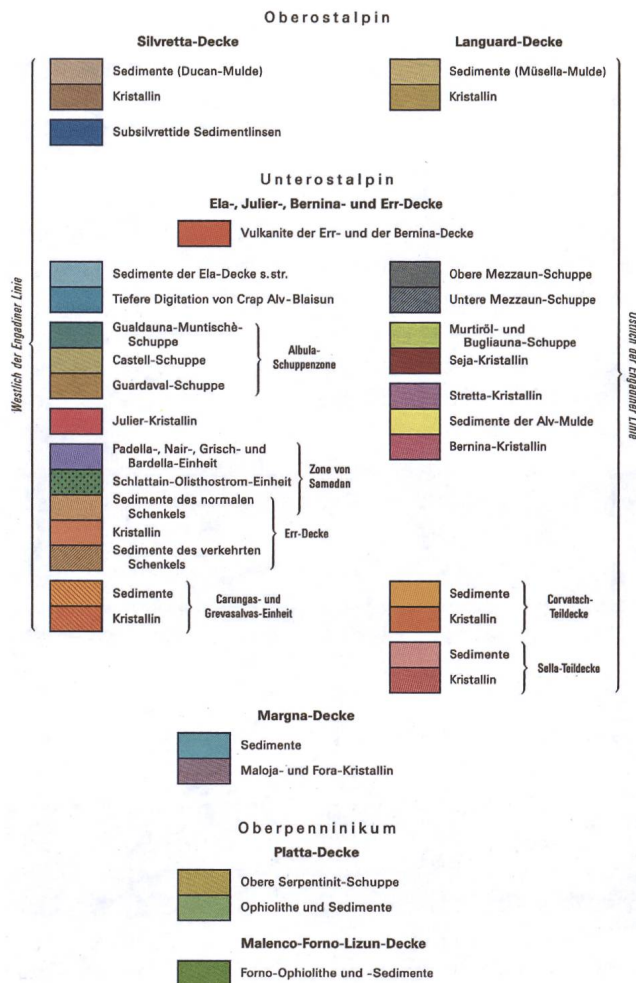 Oberostalpin
Silvretta-Decke
Sedimente (Ducan-Mulde)
Kristallin
Subsilvrettide Sedimentlinsen
Languard-Decke
Sedimente (Müsella-Mulde)
Kristallin
Unterostalpin
Ela-, Julier-, Bernina- und Err-Decke
Vulkanite der Err- und der Bernina-Decke
Westlich der Engadiner Linie
Sedimente der Ela-Decke s.str.
Tiefere Digitation von Crap Alv-Blaisun
Gualdauna-Muntischè-
Schuppe
Castell-Schuppe
Guardaval-Schuppe
Albula-
Schuppenzone
Julier-Kristallin
Padella-, Nair-, Grisch- und
Bardella-Einheit
Schlattain-Olisthostrom-Einheit
Zone von
Samedan
Sedimente des normalen
Schenkels
Kristallin
Sedimente des verkehrten
Schenkels
Err-Decke
Sedimente
Kristallin
Carungas- und
Grevasalvas-Einheit
Obere Mezzaun-Schuppe
Untere Mezzaun-Schuppe
Murtiröl- und
Bugliauna-Schuppe
Seja-Kristallin
Stretta-Kristallin
Sedimente der Alv-Mulde
Bernina-Kristallin
Sedimente
Kristallin
Corvatsch-
Teildecke
Sedimente
Kristallin
Sella-Teildecke
Östlich der Engadiner Linie
Margna-Decke
Sedimente
Maloja- und Fora-Kristallin
Oberpenninikum
Platta-Decke
Obere Serpentinit-Schuppe
Ophiolithe und Sedimente
Malenco-Forno-Lizun-Decke
Forno-Ophiolithe und -Sedimente